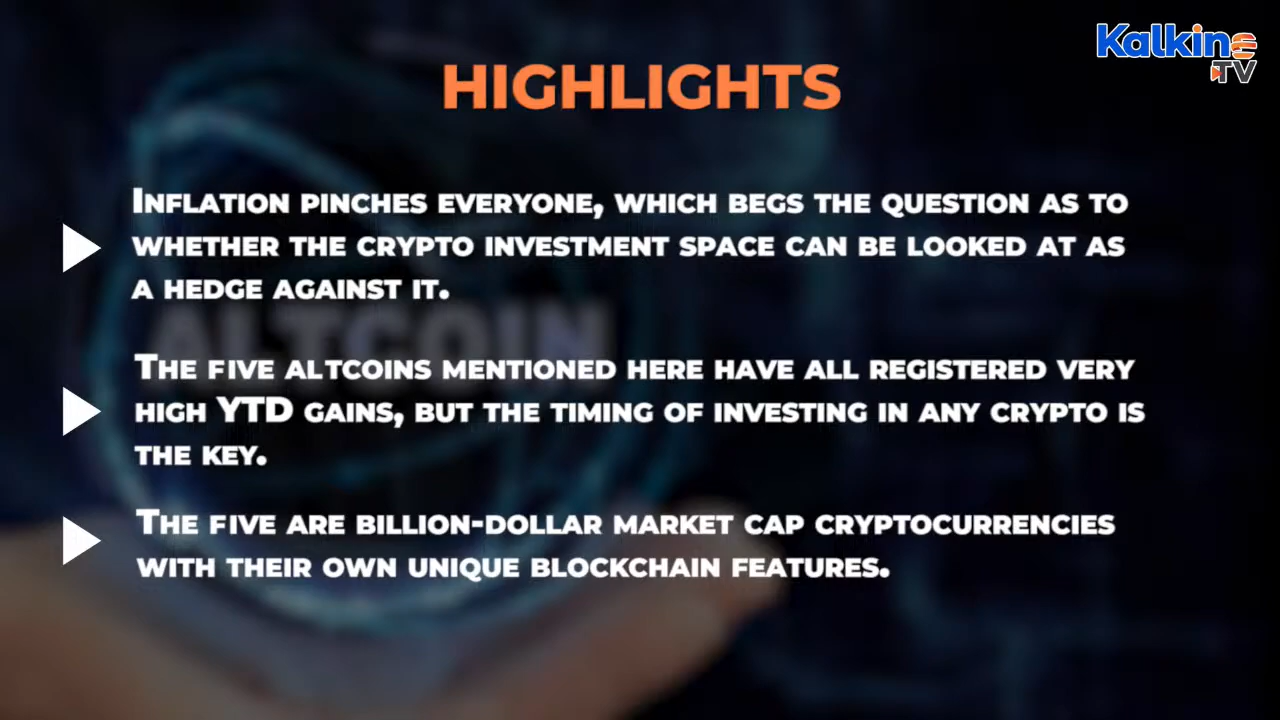 Kalkine
TV
HIGHLIGHTS
INFLATION PINCHES EVERYONE, WHICH BEGS THE QUESTION AS TO
WHETHER THE CRYPTO INVESTMENT SPACE CAN BE LOOKED AT AS
A HEDGE AGAINST IT.
ALTCOIN
THE FIVE ALTCOINS MENTIONED HERE HAVE ALL REGISTERED VERY
HIGH YTD GAINS, BUT THE TIMING OF INVESTING IN ANY CRYPTO IS
THE KEY.
THE FIVE ARE BILLION-DOLLAR MARKET CAP CRYPTOCURRENCIES
WITH THEIR OWN UNIQUE BLOCKCHAIN FEATURES.